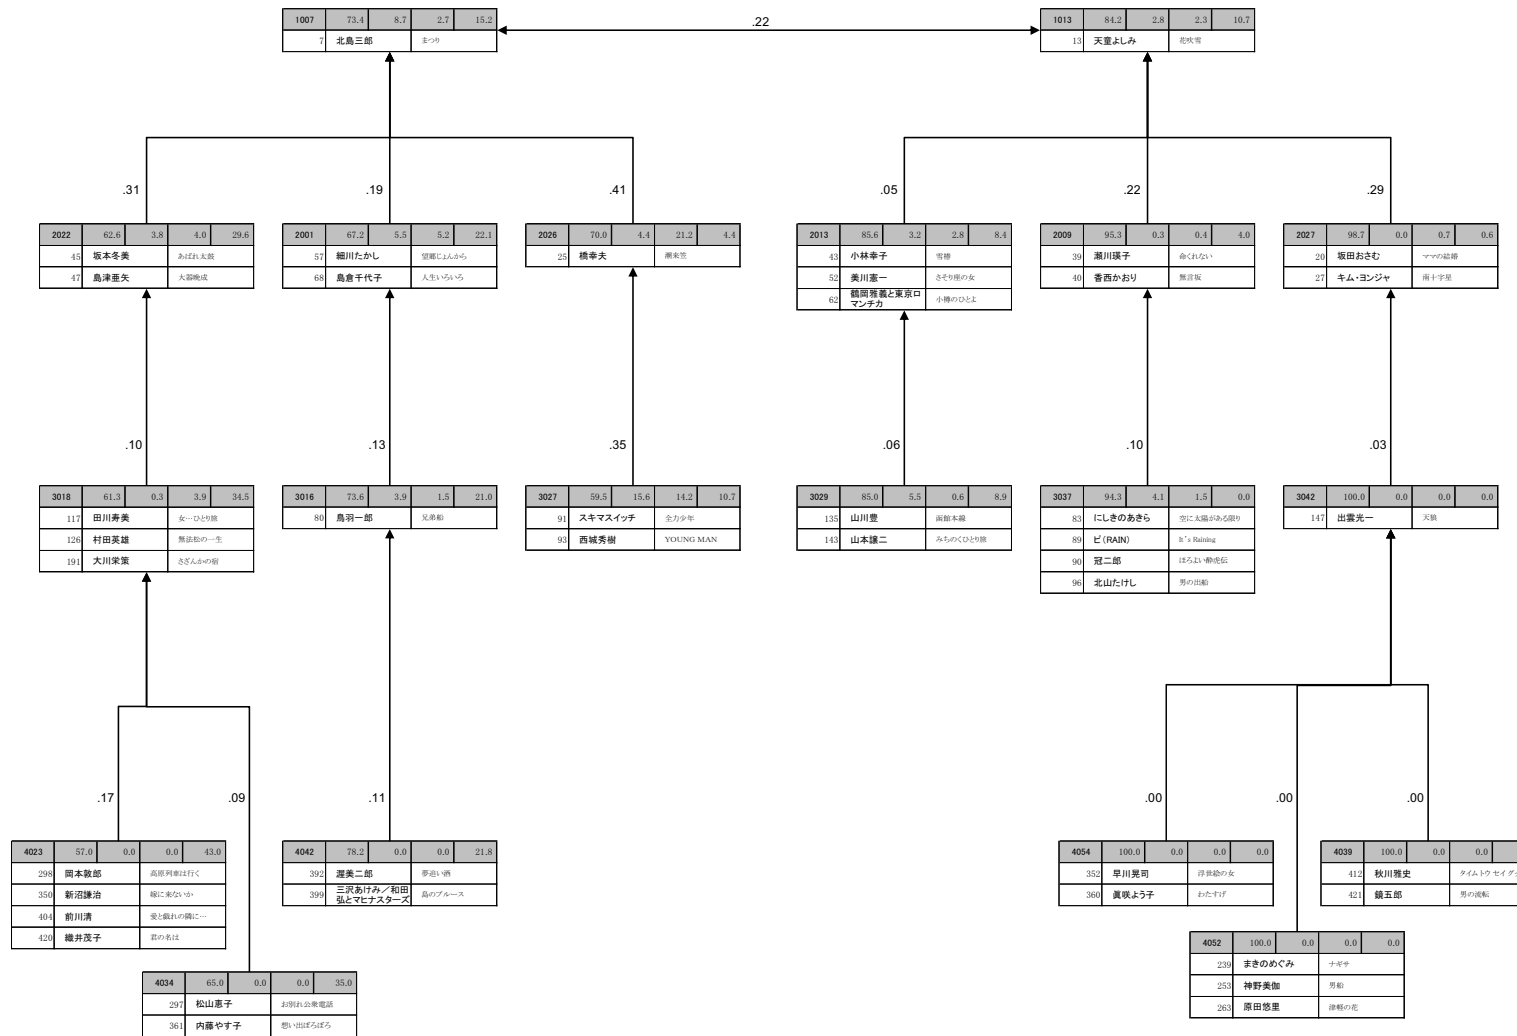 1007 73.4 8.7 2.7 15.2
7 北島三郎 まつり
.22
1013 84.2 2.8 2.3 10.7
13 天童よしみ 花吹雪
.31
.19
.41
.05
.22
.29
2022 62.6 3.8 4.0 29.6
45 坂本冬美 あばれ太鼓
47 島津亜矢 大器晩成
2001 67.2 5.5 5.2 22.1
57 細川たかし 望郷じょんから
68 島倉千代子 人生いろいろ
2026 70.0 4.4 21.2 4.4
25 橋幸夫 潮来笠
2013 85.6 3.2 2.8 8.4
43 小林幸子 雪椿
52 美川憲一 さそり座の女
62 鶴岡雅義と東京ロ
マンチカ 小樽のひとよ
2009 95.3 0.3 0.4 4.0
39 瀬川瑛子 命くれない
40 香西かおり 無言坂
2027 98.7 0.0 0.7 0.6
20 坂田おさむ ママの結婚
27 キム・ヨンジャ 南十字星
.10
.13
.35
.06
.10
.03
3018 61.3 0.3 3.9 34.5
117 田川寿美 女…ひとり旅
126 村田英雄 無法松の一生
191 大川栄策 さざんかの宿
3016 73.6 3.9 1.5 21.0
80 鳥羽一郎 兄弟船
3027 59.5 15.6 14.2 10.7
91 スキマスイッチ 全力少年
93 西城秀樹 YOUNG MAN
3029 85.0 5.5 0.6 8.9
135 山川豊 函館本線
143 山本譲二 みちのくひとり旅
3037 94.3 4.1 1.5 0.0
83 にしきのあきら 空に太陽がある限り
89 ピ(RAIN) It's Raining
90 冠二郎 ほろよい酔虎伝
96 北山たけし 男の出船
3042 100.0 0.0 0.0 0.0
147 出雲光一 天狼
.17
.09
.11
.00
.00
.00
4023 57.0 0.0 0.0 43.0
298 岡本敦郎 高原列車は行く
350 新沼謙治 嫁に来ないか
404 前川清 愛と戯れの隣に…
420 織井茂子 君の名は
4042 78.2 0.0 0.0 21.8
392 渥美二郎 夢追い酒
399 三沢あけみ／和田
弘とマヒナスターズ 島のブルース
4054 100.0 0.0 0.0 0.0
352 早川晃司 浮世絵の女
360 眞咲よう子 わたすげ
4039 100.0 0.0 0.0
412 秋川雅史 タイム トゥ セイ グ
421 鏡五郎 男の流転
4052 100.0 0.0 0.0 0.0
239 まきのめぐみ ナギサ
253 神野美伽 男船
263 原田悠里 津軽の花
4034 65.0 0.0 0.0 35.0
297 松山恵子 お別れ公衆電話
361 内藤やす子 想い出ぼろぼろ